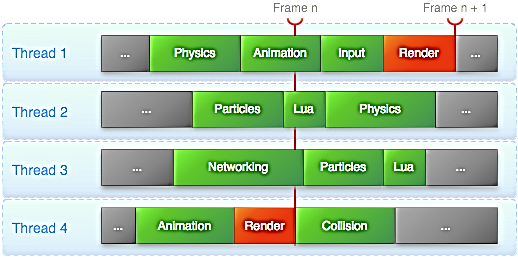 Frame n Frame n + 1
Thread 1 ... Physics Animation Input Render ...
Thread 2 ... Particles Lua Physics ...
Thread 3 ... Networking Particles Lua ...
Thread 4 ... Animation Render Collision ...